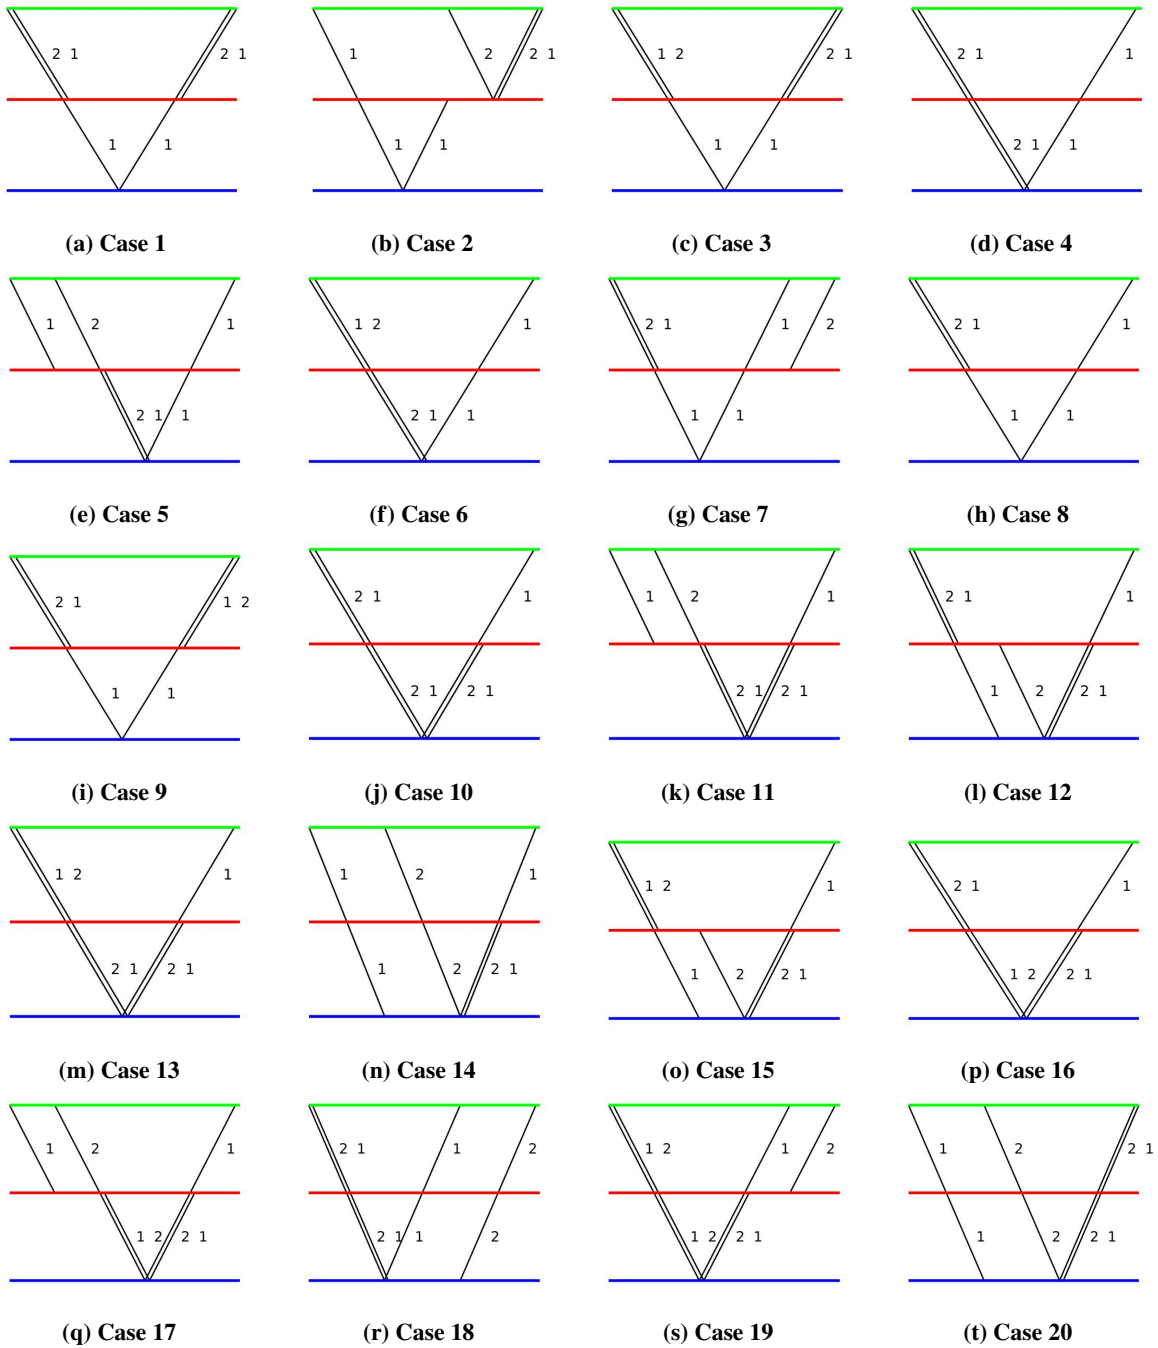 2 1 2 1
1 2 2 1
1 2 2 1
2 1 1
1 1
1 1
1 1
2 1 1
(a) Case 1
(b) Case 2
(c) Case 3
(d) Case 4
1 2 1
1 2 1
2 1 1 2
2 1 1
2 1 1
2 1 1
1 1
1 1
(e) Case 5
(f) Case 6
(g) Case 7
(h) Case 8
2 1 1 2
2 1 1
1 2 1
2 1 1
1 1
2 1 2 1
2 1 2 1
1 2 2 1
(i) Case 9
(j) Case 10
(k) Case 11
(l) Case 12
1 2 1
1 2 1
1 2 1
2 1 1
2 1 2 1
1 2 2 1
1 2 2 1
1 2 2 1
(m) Case 13
(n) Case 14
(o) Case 15
(p) Case 16
1 2 1
2 1 1 2
1 2 1 2
1 2 2 1
1 2 2 1
2 1 1 2
1 2 2 1
1 2 2 1
(q) Case 17
(r) Case 18
(s) Case 19
(t) Case 20